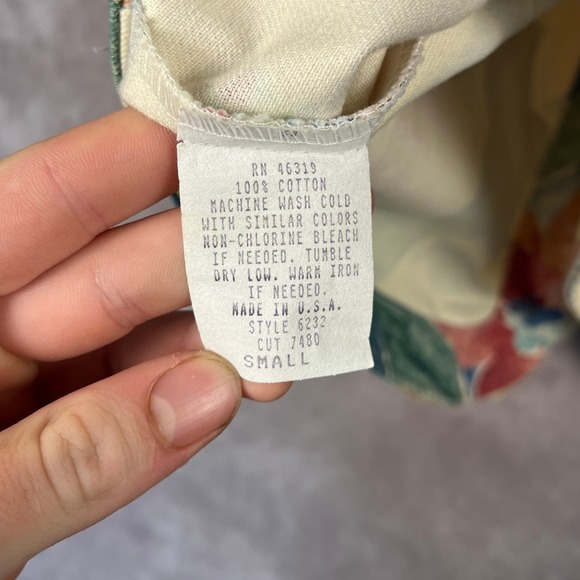 RN 46319
100% COTTON
MACHINE WASH COLD
WITH SIMILAR COLORS
NON-CHLORINE BLEACH
IF NEEDED. TUMBLE
DRY LOW. WARM IRON
IF NEEDED.
MADE IN U.S.A.
STYLE 6232
CUT 7480
SMALL